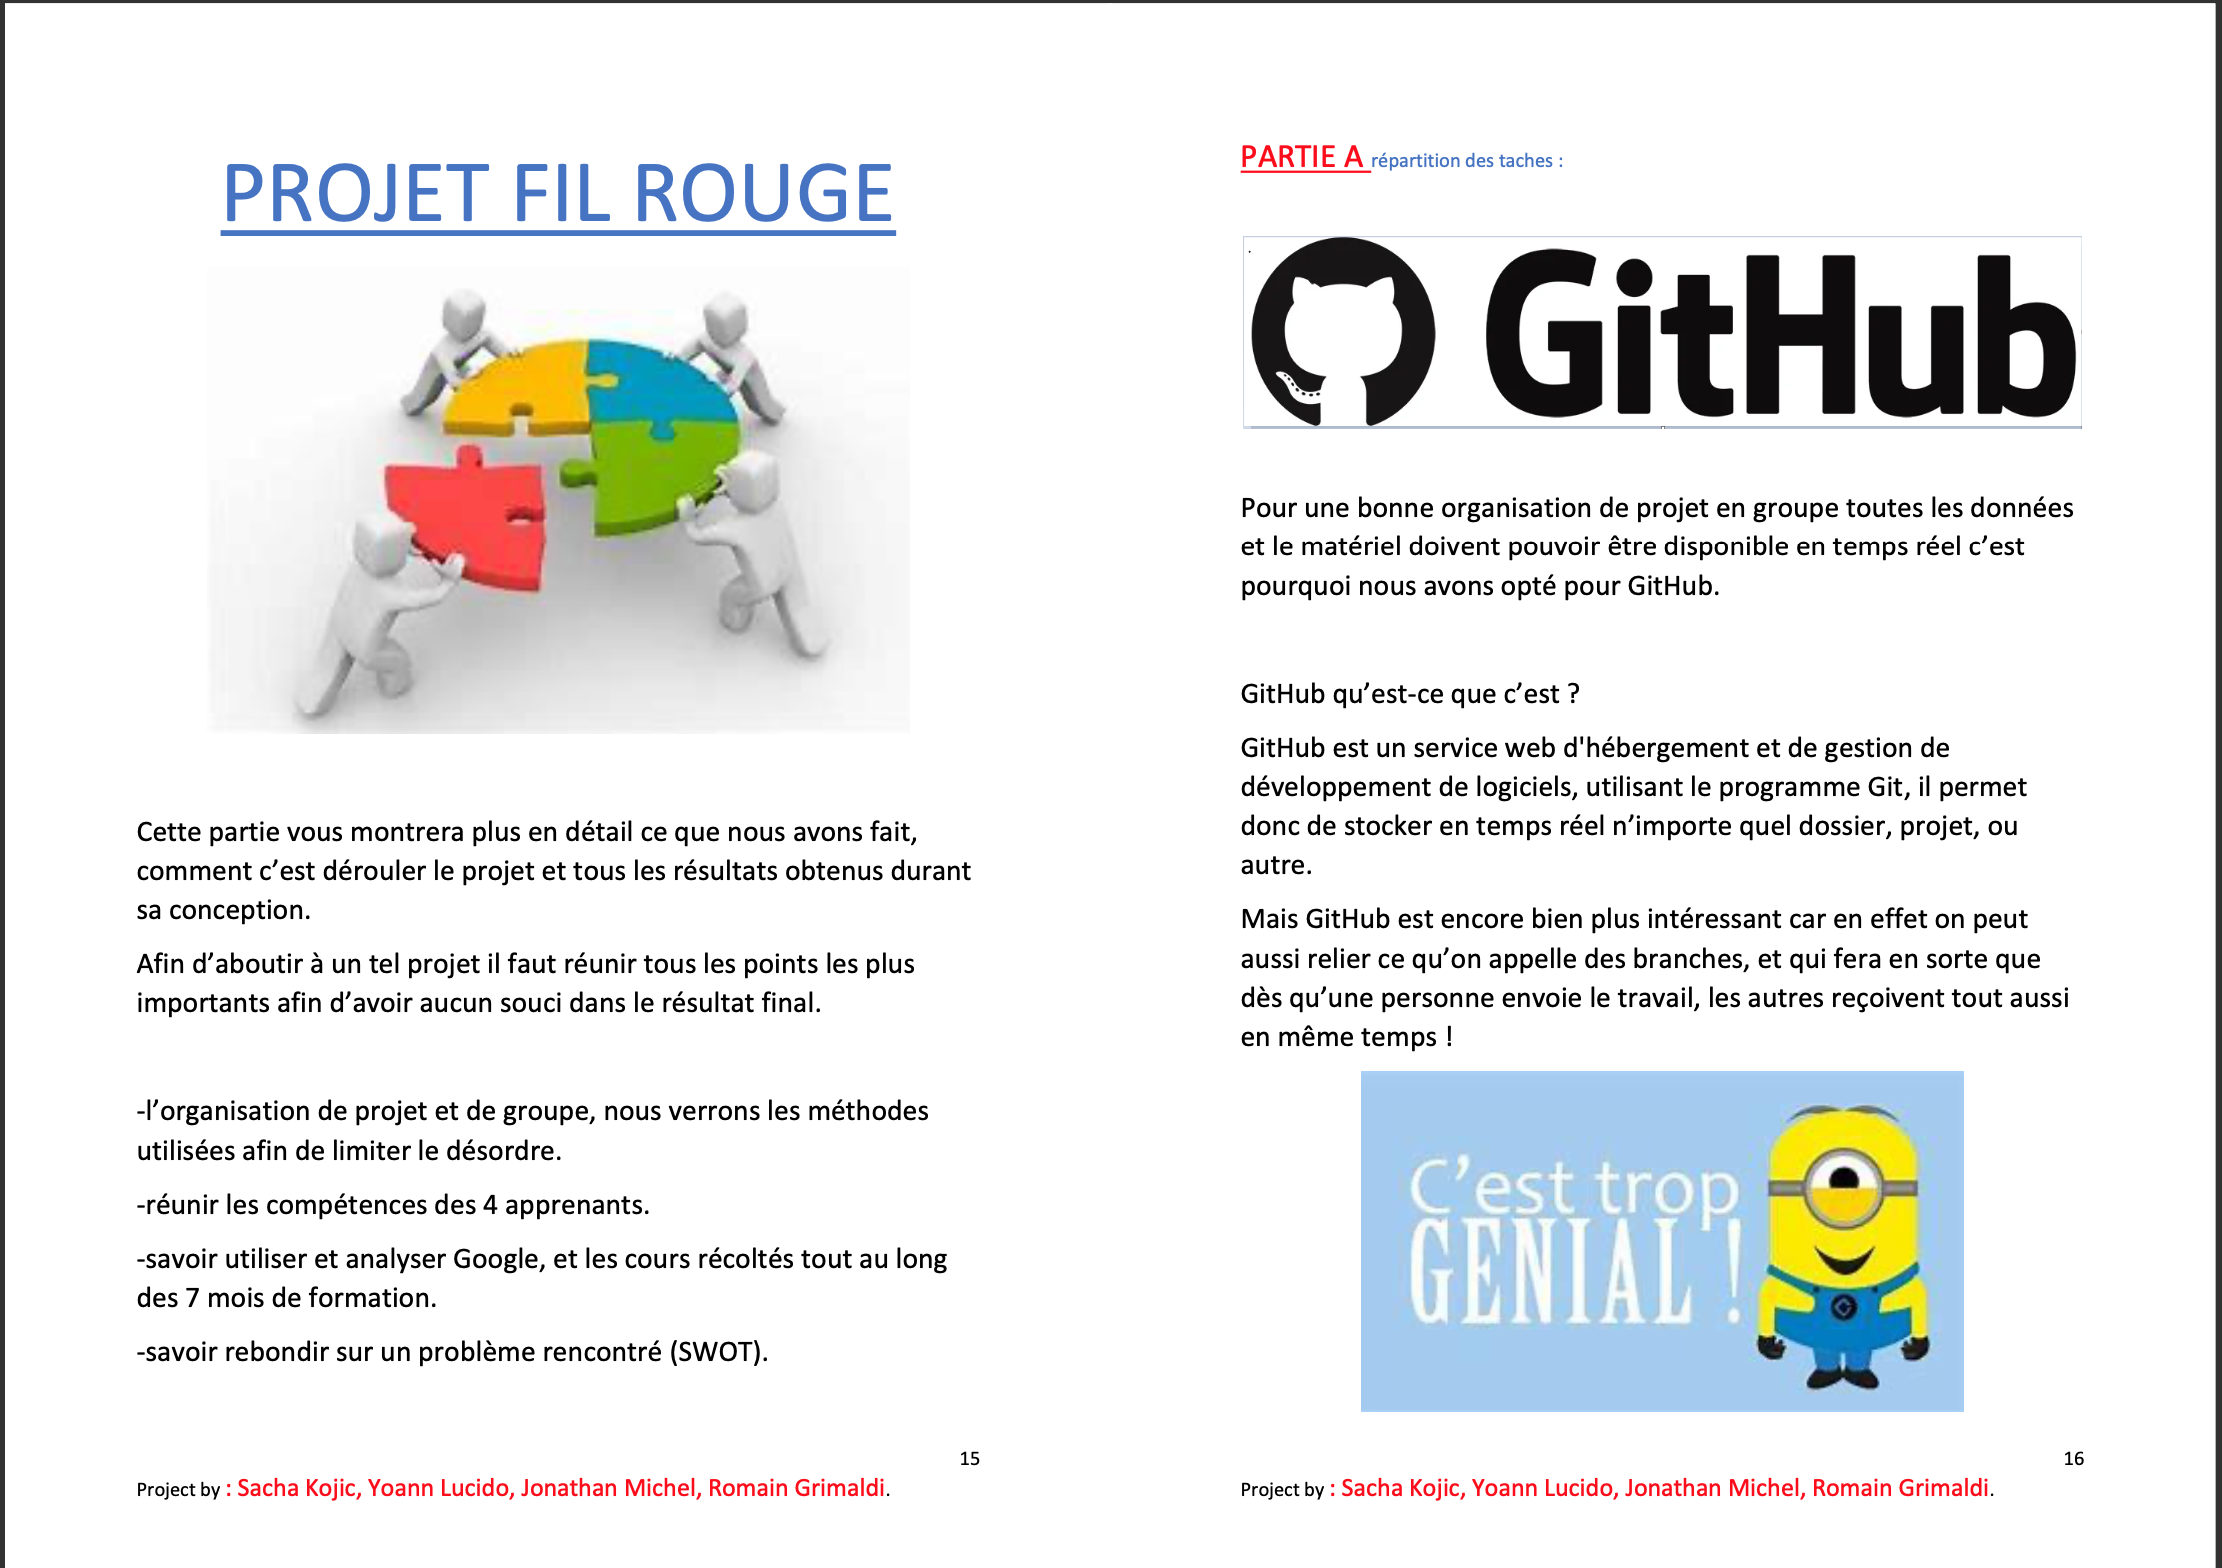 PROJET FIL ROUGE
Cette partie vous montrera plus en détail ce que nous avons fait,
comment c’est dérouler le projet et tous les résultats obtenus durant
sa conception.
Afin d’aboutir à un tel projet il faut réunir tous les points les plus
importants afin d’avoir aucun souci dans le résultat final.
-l’organisation de projet et de groupe, nous verrons les méthodes
utilisées afin de limiter le désordre.
-réunir les compétences des 4 apprenants.
-savoir utiliser et analyser Google, et les cours récoltés tout au long
des 7 mois de formation.
-savoir rebondir sur un problème rencontré (SWOT).
15
Project by : Sacha Kojic, Yoann Lucido, Jonathan Michel, Romain Grimaldi.
PARTIE A répartition des taches :
GitHub
Pour une bonne organisation de projet en groupe toutes les données
et le matériel doivent pouvoir être disponible en temps réel c’est
pourquoi nous avons opté pour GitHub.
GitHub qu’est-ce que c’est ?
GitHub est un service web d'hébergement et de gestion de
développement de logiciels, utilisant le programme Git, il permet
donc de stocker en temps réel n’importe quel dossier, projet, ou
autre.
Mais GitHub est encore bien plus intéressant car en effet on peut
aussi relier ce qu’on appelle des branches, et qui fera en sorte que
dès qu’une personne envoie le travail, les autres reçoivent tout aussi
en même temps !
C’est trop
GENIAL !
16
Project by : Sacha Kojic, Yoann Lucido, Jonathan Michel, Romain Grimaldi.